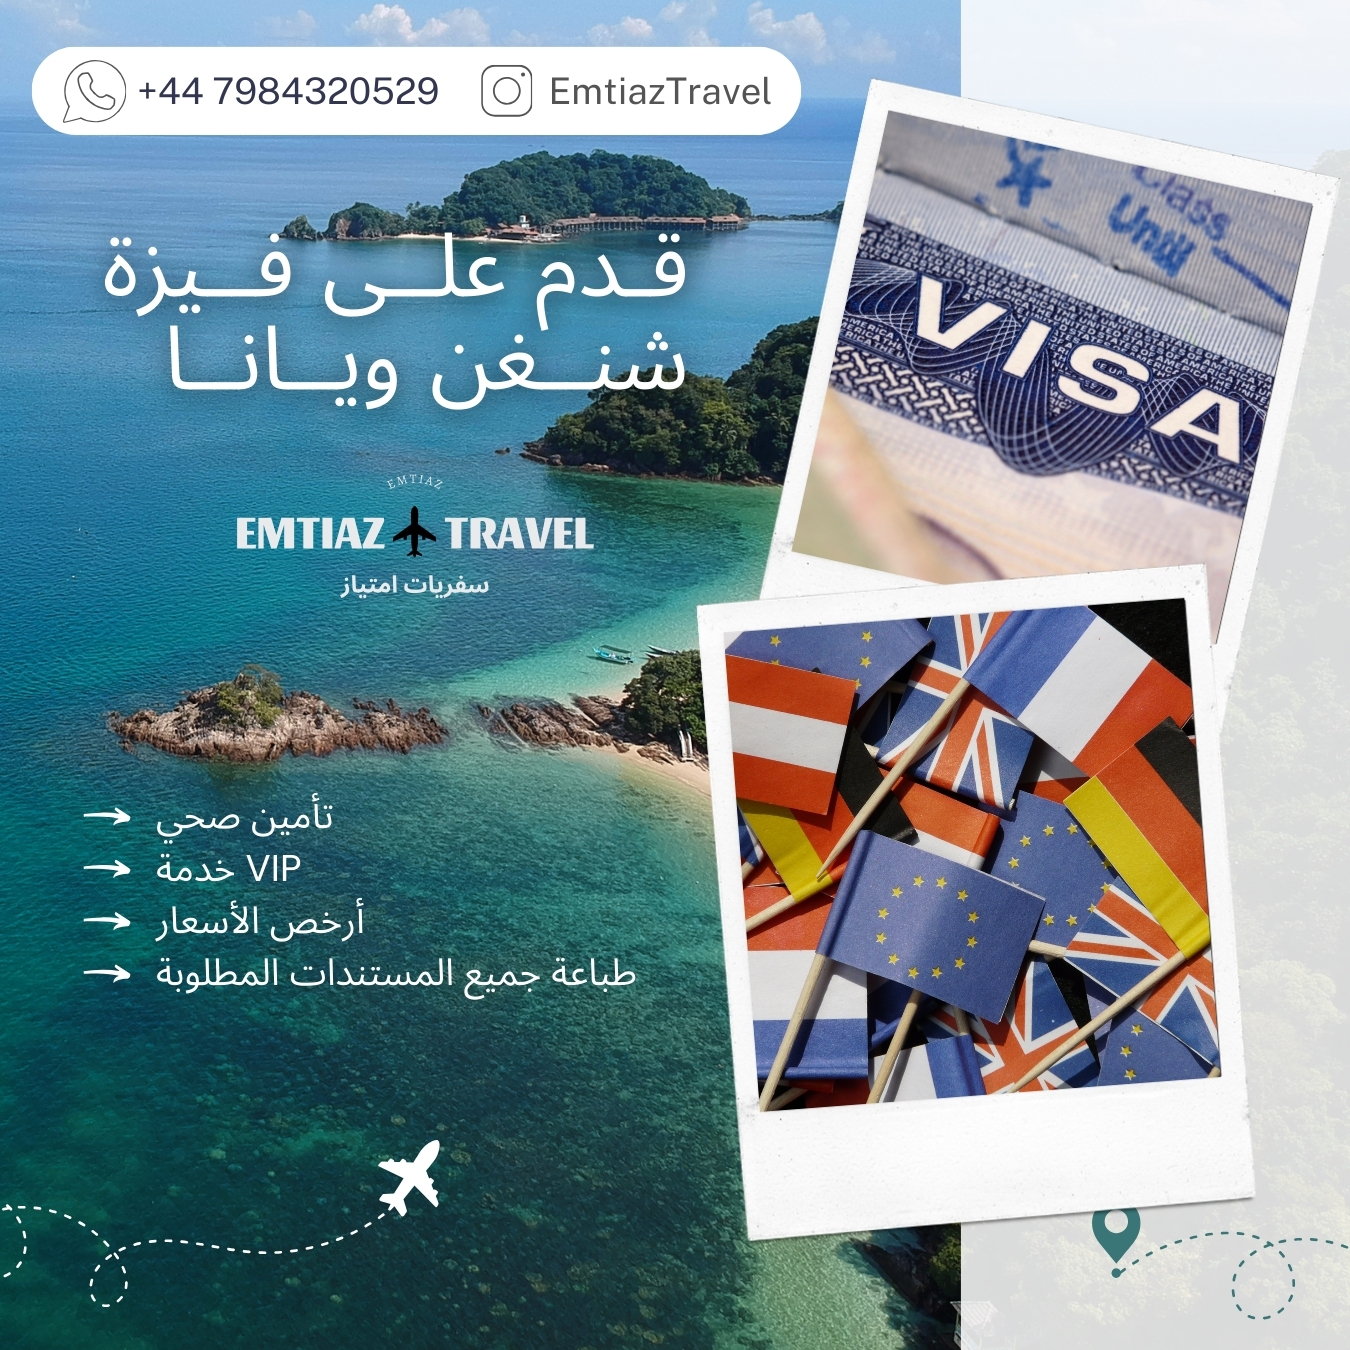 +44 7984320529
EmtiazTravel
قدم على فيزة
شنغن ويانا
EMTIAZ
EMTIAZ TRAVEL
سفريات امتياز
تأمين صحي
خدمة VIP
أرخص الأسعار
طباعة جميع المستندات المطلوبة
Class
VISA